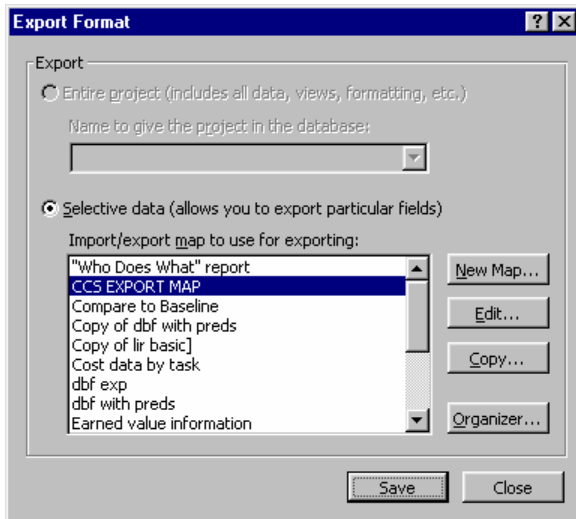 Export Format
Export
Entire project (includes all data, views, formatting, etc.)
Name to give the project in the database:
Selective data (allows you to export particular fields)
Import/export map to use for exporting:
"Who Does What" report
CCS EXPORT MAP
Compare to Baseline
Copy of dbf with preds
Copy of lir basic]
Cost data by task
dbf exp
dbf with preds
Earned value information
New Map...
Edit...
Copy...
Organizer...
Save
Close